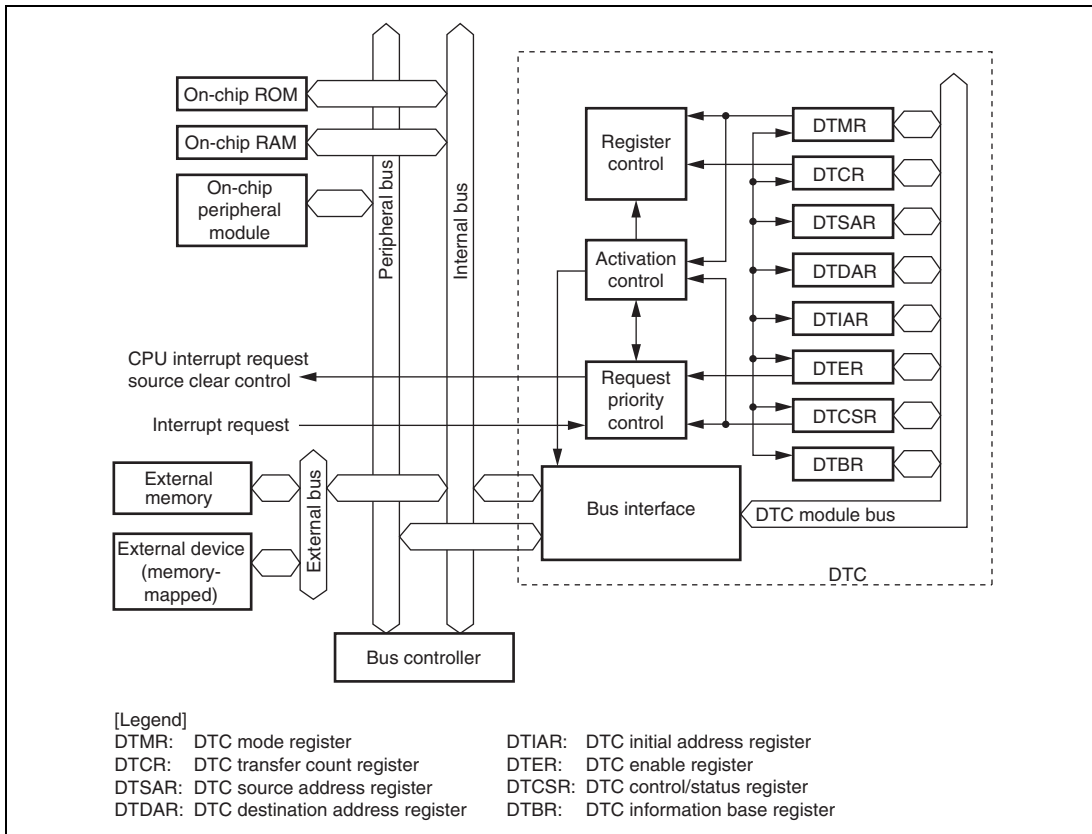 On-chip ROM
On-chip RAM
On-chip
peripheral
module
Peripheral bus
Internal bus
Register
control
Activation
control
Request
priority
control
DTMR
DTCR
DTSAR
DTDAR
DTIAR
DTER
DTCSR
DTBR
CPU interrupt request
source clear control
Interrupt request
External
memory
External device
(memory-
mapped)
External bus
Bus interface
DTC module bus
DTC
Bus controller
[Legend]
DTMR: DTC mode register
DTCR: DTC transfer count register
DTSAR: DTC source address register
DTDAR: DTC destination address register
DTIAR: DTC initial address register
DTER: DTC enable register
DTCSR: DTC control/status register
DTBR: DTC information base register